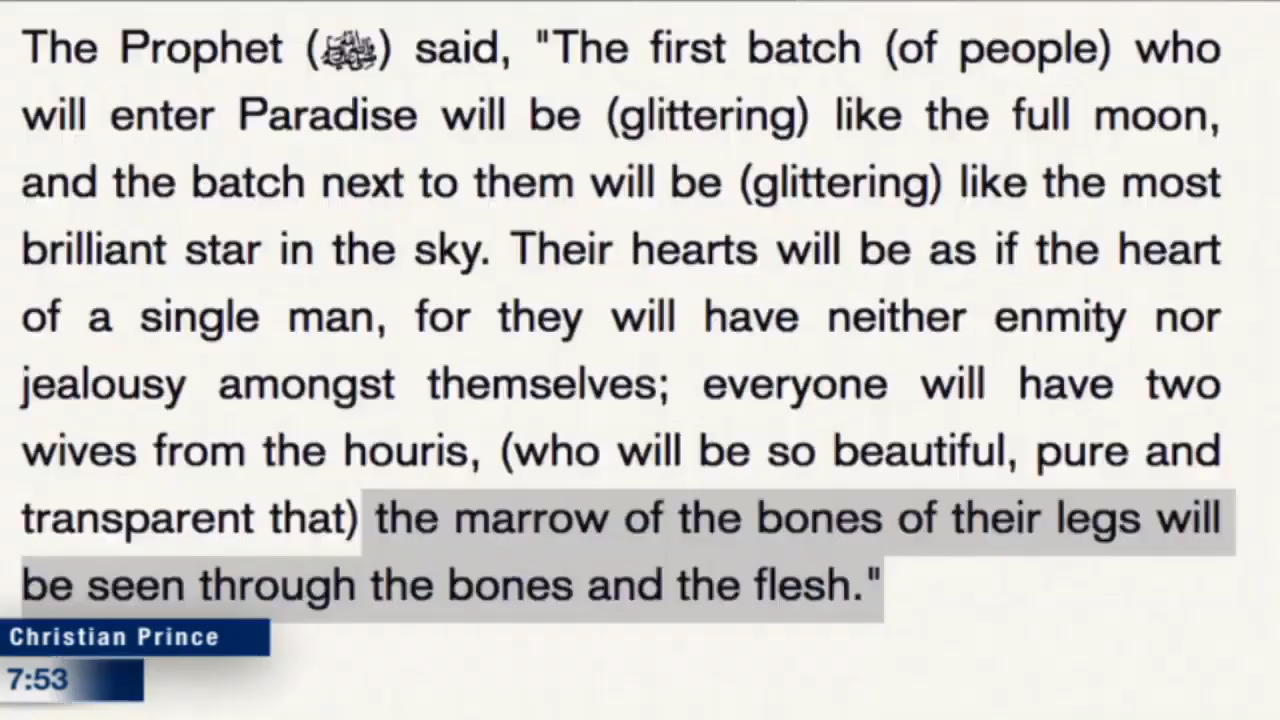 The Prophet (ﷺ) said, "The first batch (of people) who
will enter Paradise will be (glittering) like the full moon,
and the batch next to them will be (glittering) like the most
brilliant star in the sky. Their hearts will be as if the heart
of a single man, for they will have neither enmity nor
jealousy amongst themselves; everyone will have two
wives from the houris, (who will be so beautiful, pure and
transparent that) the marrow of the bones of their legs will
be seen through the bones and the flesh."
Christian Prince
7:53